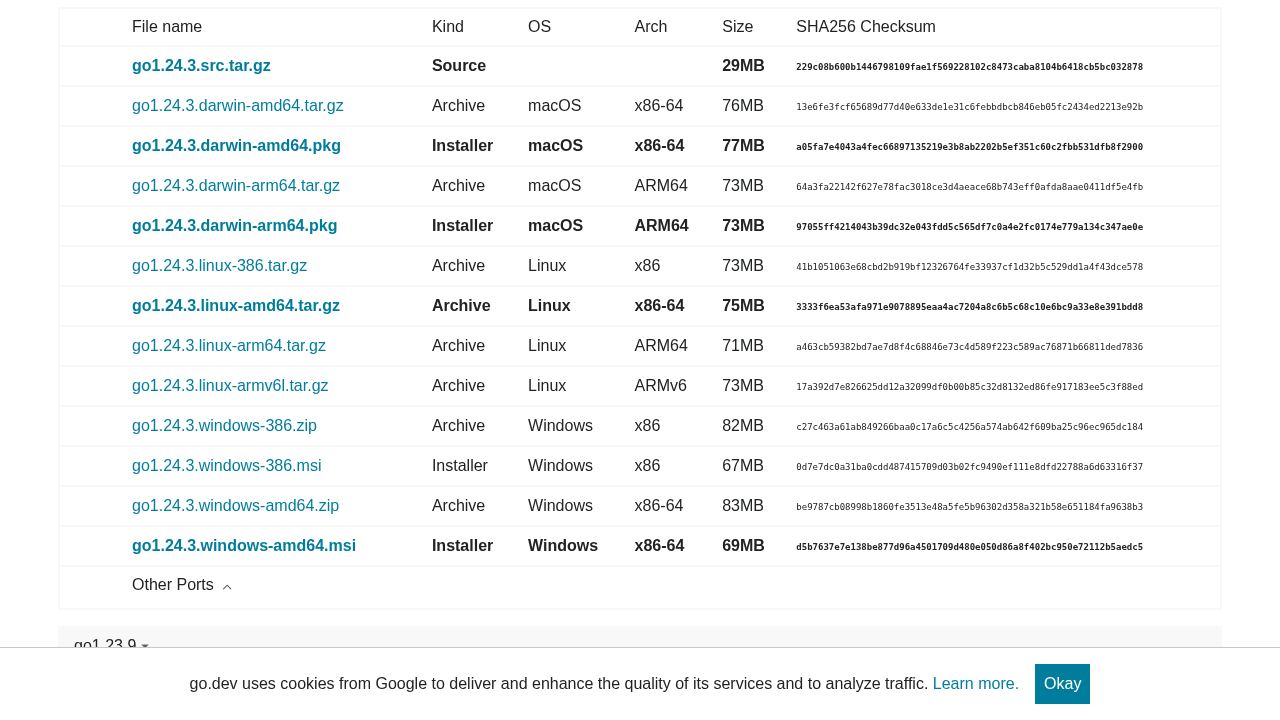 File name Kind OS Arch Size SHA256 Checksum
go1.24.3.src.tar.gz Source 29MB 229c08b600b1446798109fae1f569228102c8473caba8104b6418cb5bc032878
go1.24.3.darwin-amd64.tar.gz Archive macOS x86-64 76MB 13e6fe3fcf65689d77d40e633de1e31c6febbdbcb846eb05fc2434ed2213e92b
go1.24.3.darwin-amd64.pkg Installer macOS x86-64 77MB a05fa7e4043a4fec66897135219e3b8ab2202b5ef351c60c2fbb531dfb8f2900
go1.24.3.darwin-arm64.tar.gz Archive macOS ARM64 73MB 64a3fa22142f627e78fac3018ce3d4aeace68b743eff0afda8aae0411df5e4fb
go1.24.3.darwin-arm64.pkg Installer macOS ARM64 73MB 97055ff4214043b39dc32e043fdd5c565df7c0a4e2fc0174e779a134c347ae0e
go1.24.3.linux-386.tar.gz Archive Linux x86 73MB 41b1051063e68cbd2b919bf12326764fe33937cf1d32b5c529dd1a4f43dce578
go1.24.3.linux-amd64.tar.gz Archive Linux x86-64 75MB 3333f6ea53afa971e9078895eaa4ac7204a8c6b5c68c10e6bc9a33e8e391bdd8
go1.24.3.linux-arm64.tar.gz Archive Linux ARM64 71MB a463cb59382bd7ae7d8f4c68846e73c4d589f223c589ac76871b66811ded7836
go1.24.3.linux-armv6l.tar.gz Archive Linux ARMv6 73MB 17a392d7e826625dd12a32099df0b00b85c32d8132ed86fe917183ee5c3f88ed
go1.24.3.windows-386.zip Archive Windows x86 82MB c27c463a61ab849266baa0c17a6c5c4256a574ab642f609ba25c96ec965dc184
go1.24.3.windows-386.msi Installer Windows x86 67MB 0d7e7dc0a31ba0cdd487415709d03b02fc9490ef111e8dfd22788a6d63316f37
go1.24.3.windows-amd64.zip Archive Windows x86-64 83MB be9787cb08998b1860fe3513e48a5fe5b96302d358a321b58e651184fa9638b3
go1.24.3.windows-amd64.msi Installer Windows x86-64 69MB d5b7637e7e138be877d96a4501709d480e050d86a8f402bc950e72112b5aedc5
Other Ports
go1.23.9
go.dev uses cookies from Google to deliver and enhance the quality of its services and to analyze traffic. Learn more. Okay